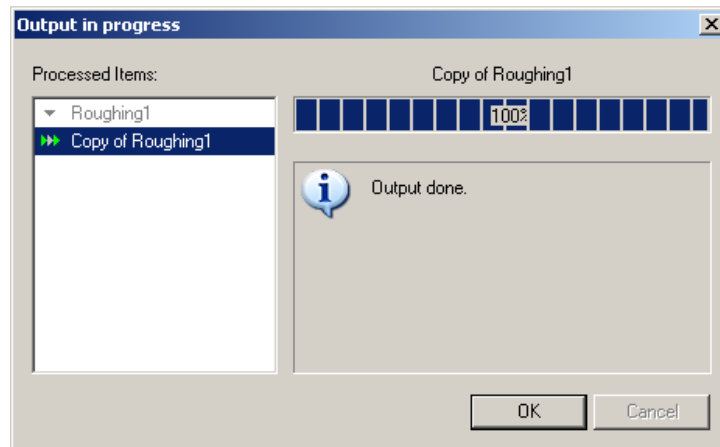 Output in progress
Processed Items:
Copy of Roughing1
Roughing1
Copy of Roughing1
100%
Output done.
OK
Cancel